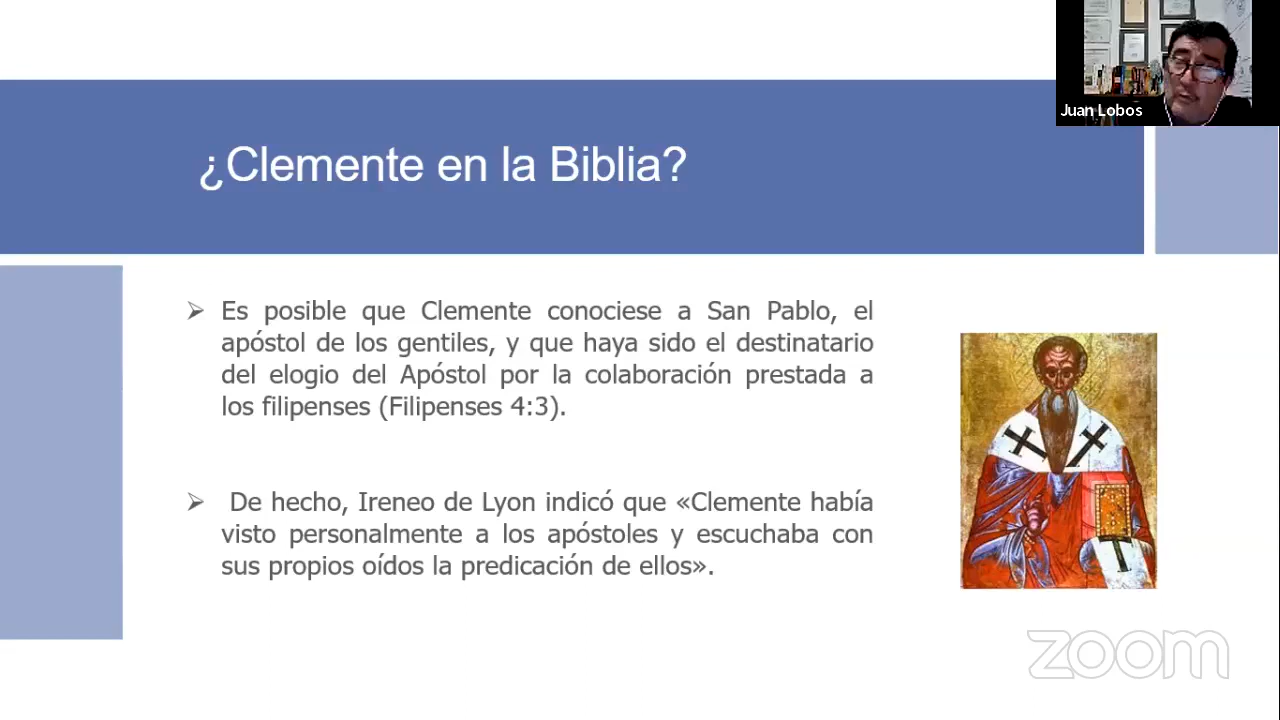 Juan Lobos
¿Clemente en la Biblia?
➢ Es posible que Clemente conociese a San Pablo, el
apóstol de los gentiles, y que haya sido el destinatario
del elogio del Apóstol por la colaboración prestada a
los filipenses (Filipenses 4:3).
➢ De hecho, Ireneo de Lyon indicó que «Clemente había
visto personalmente a los apóstoles y escuchaba con
sus propios oídos la predicación de ellos».
zoom